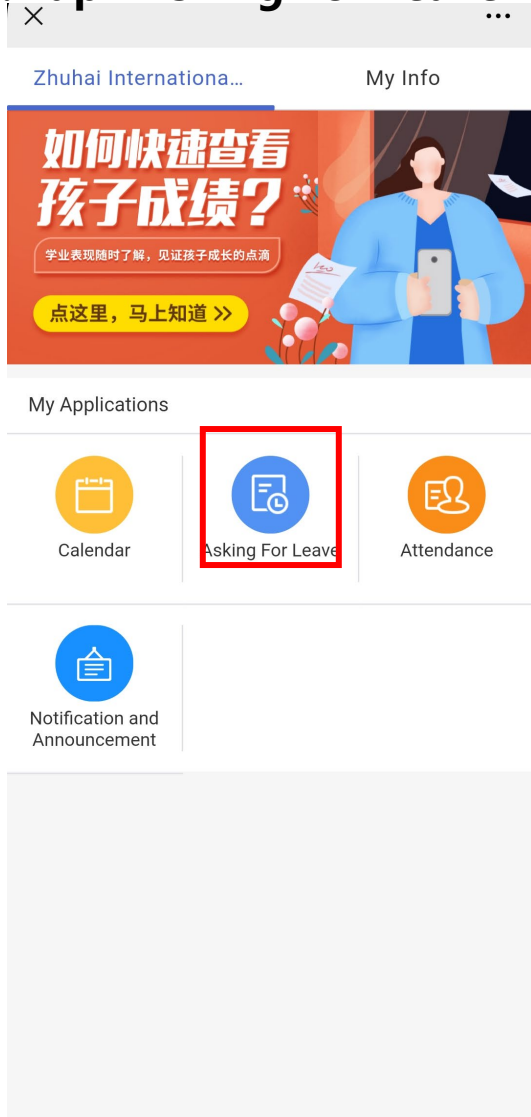 Zhuhai Internationa...
My Info
如何快速查看
孩子成绩?
学业表现随时了解，见证孩子成长的点滴
点这里，马上知道 >>
My Applications
Calendar
Asking For Leave
Attendance
Notification and
Announcement